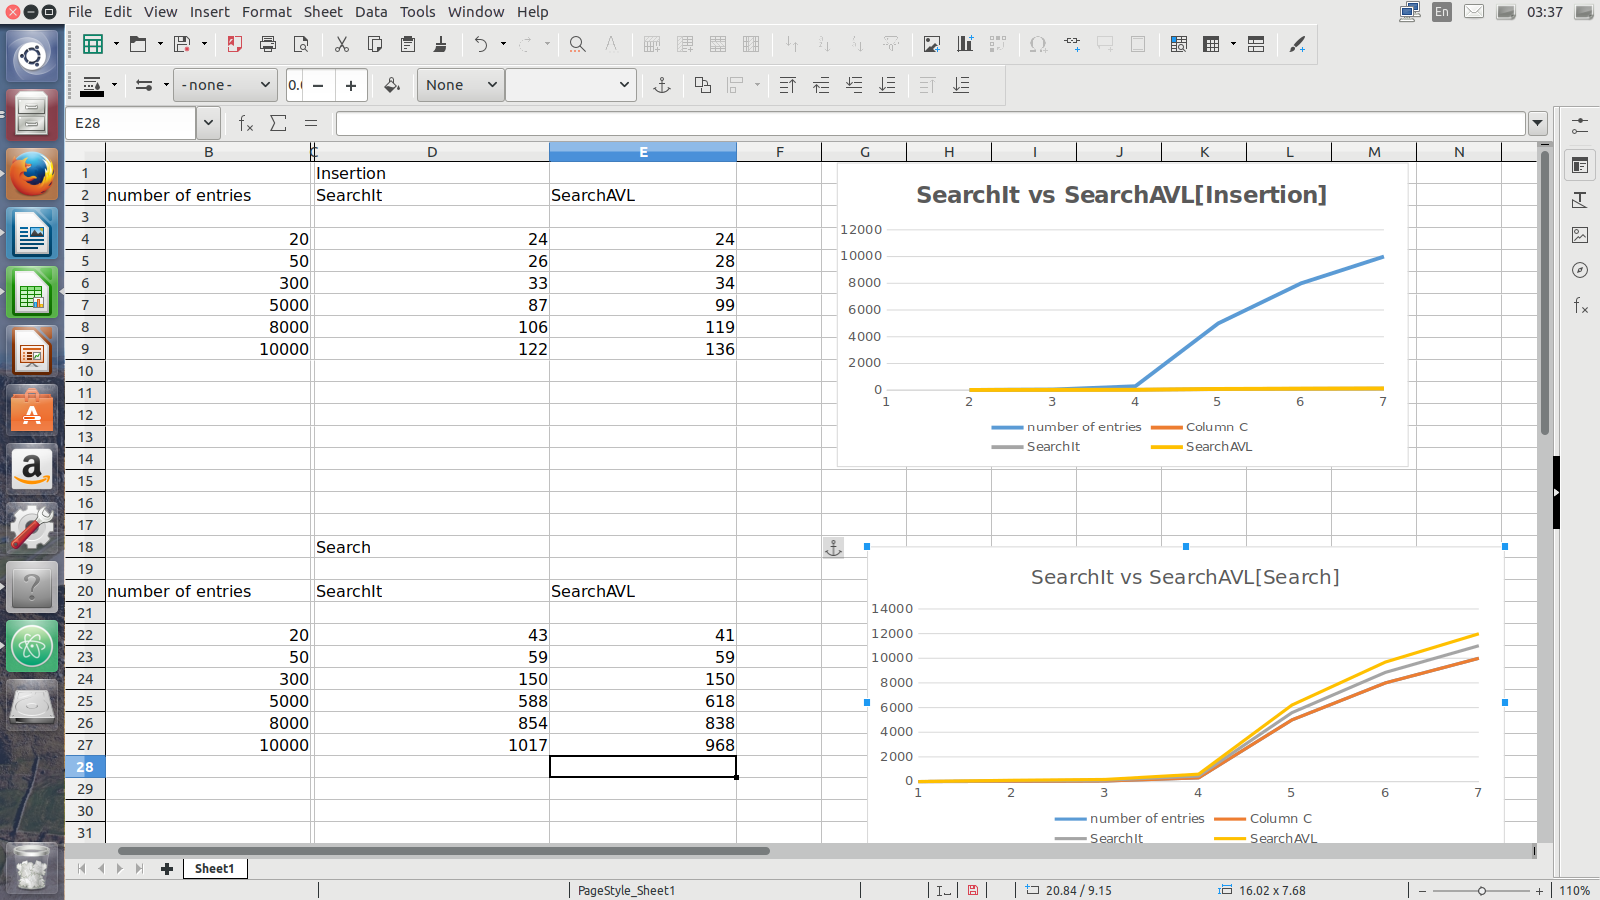 File Edit View Insert Format Sheet Data Tools Window Help
En 03:37
-none- 0. None
E28
B C D E F G H I J K L M N
1 Insertion
2 number of entries SearchIt SearchAVL
3
4 20 24 24
5 50 26 28
6 300 33 34
7 5000 87 99
8 8000 106 119
9 10000 122 136
10
11
12
13
14
15
16
17
18 Search
19
20 number of entries SearchIt SearchAVL
21
22 20 43 41
23 50 59 59
24 300 150 150
25 5000 588 618
26 8000 854 838
27 10000 1017 968
28
29
30
31
SearchIt vs SearchAVL[Insertion]
12000
10000
8000
6000
4000
2000
0
1 2 3 4 5 6 7
number of entries Column C
SearchIt SearchAVL
SearchIt vs SearchAVL[Search]
14000
12000
10000
8000
6000
4000
2000
0
1 2 3 4 5 6 7
number of entries Column C
SearchIt SearchAVL
Sheet1
PageStyle_Sheet1 20.84 / 9.15 16.02 x 7.68 110%